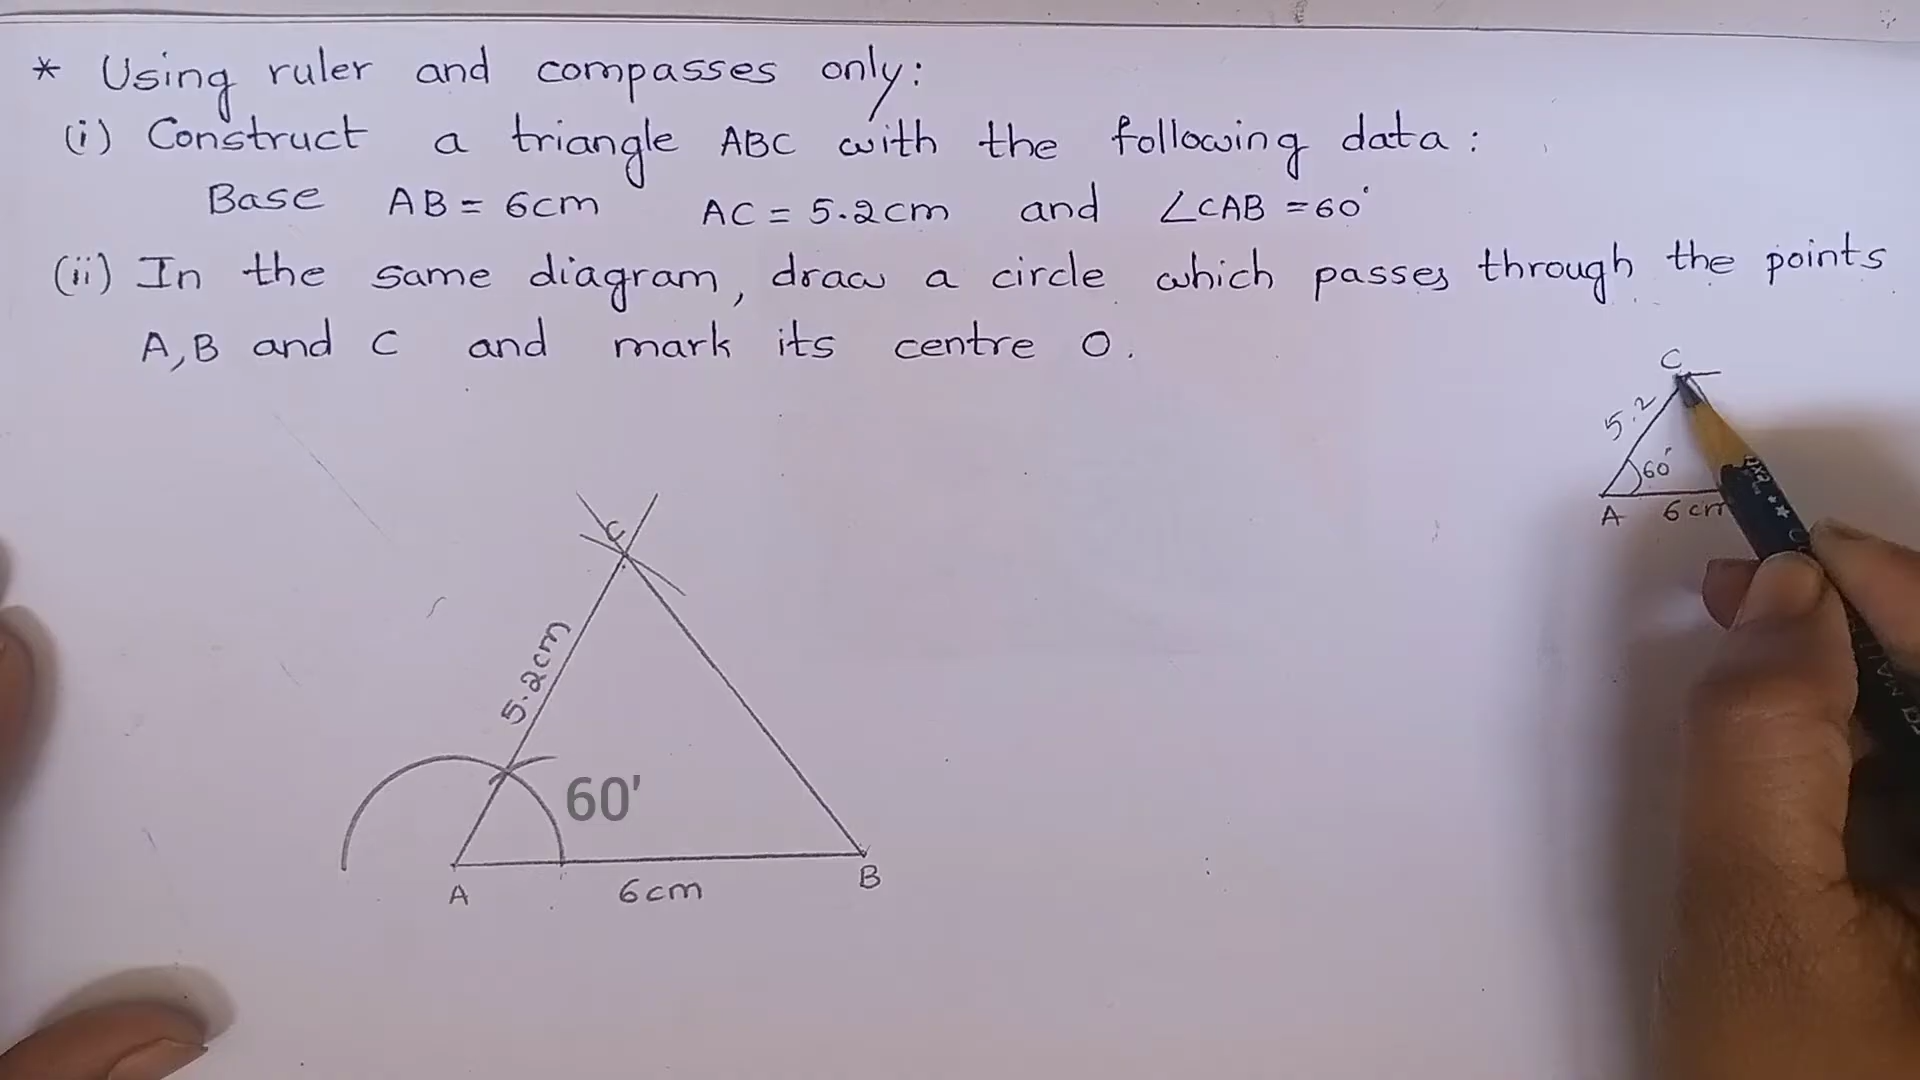 * Using ruler and compasses only:
(i) Construct a triangle ABC with the following data:
Base AB = 6cm AC = 5.2cm and ∠CAB = 60°
(ii) In the same diagram, draw a circle which passes through the points
A, B and C and mark its centre O.
C
5.2
60°
A 6cm
C
5.2cm
60'
A 6cm B